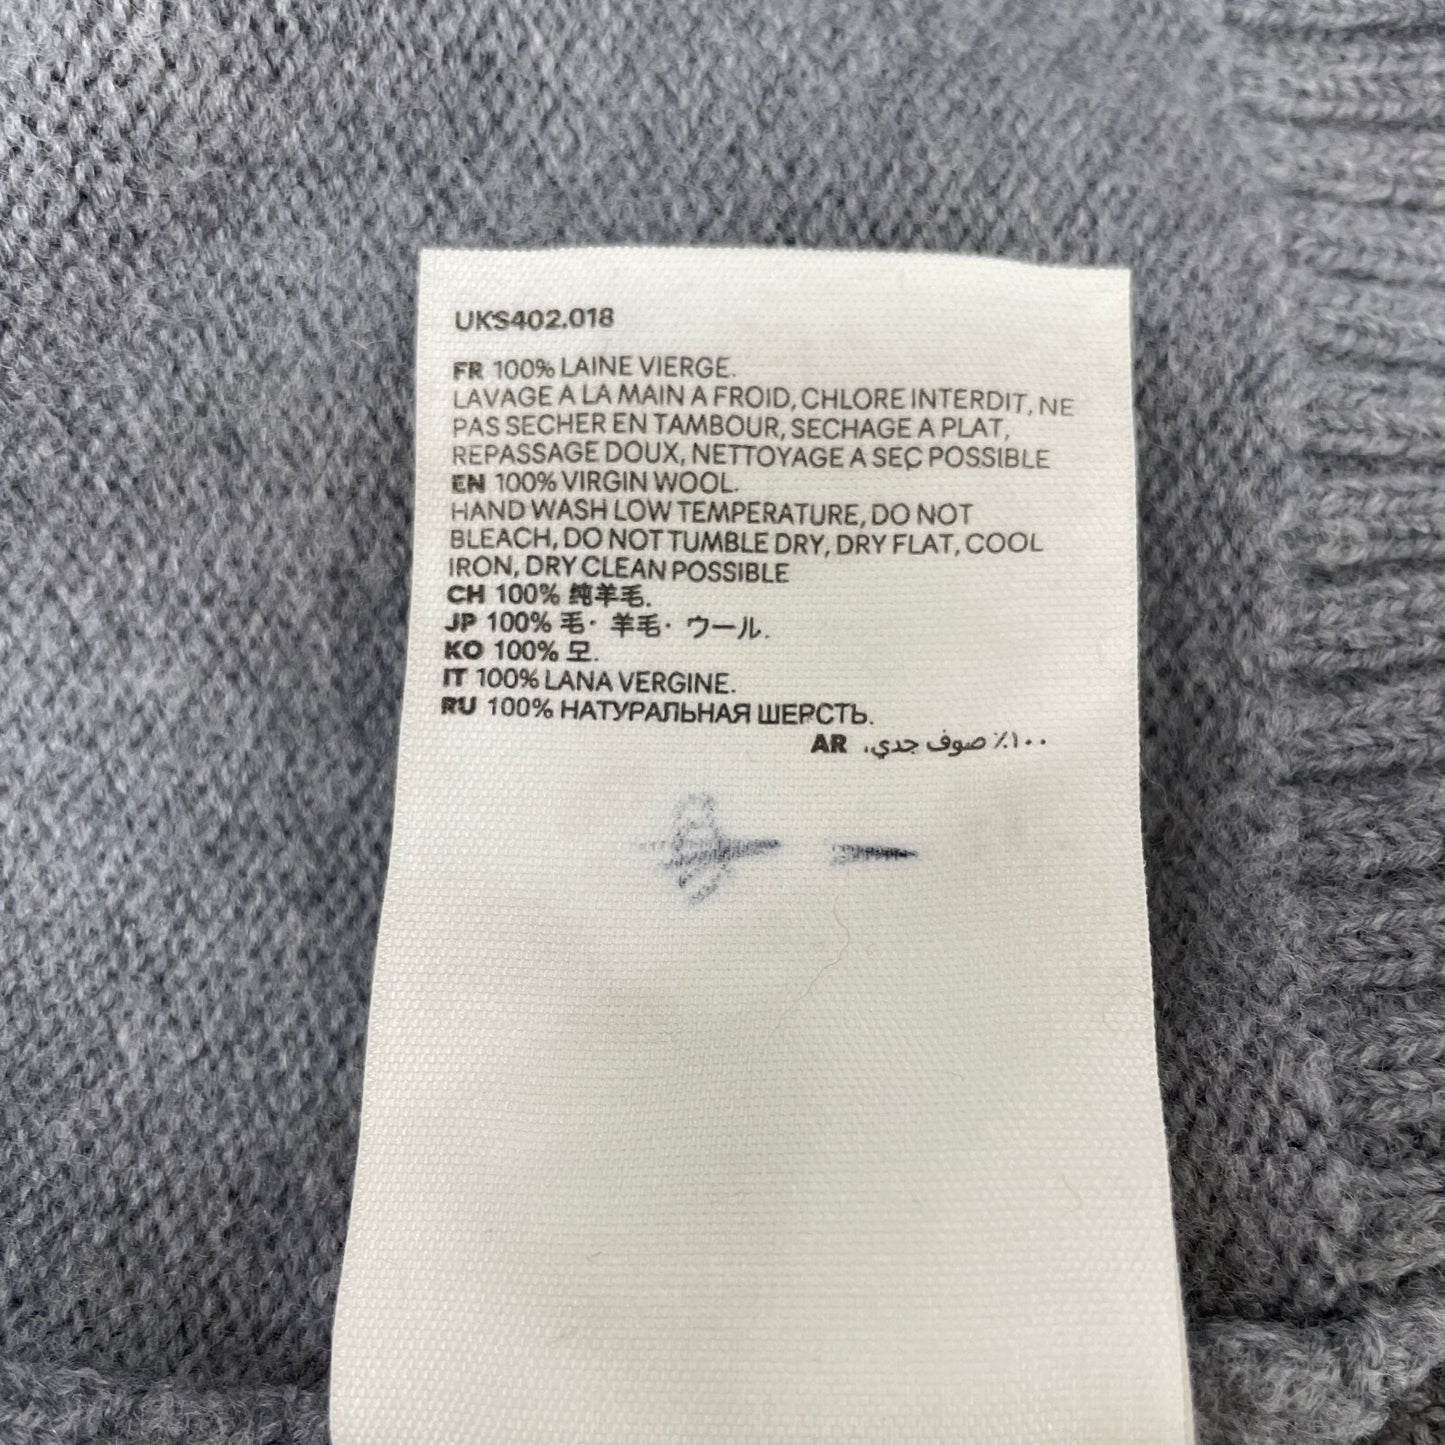 UKS402.018
FR 100% LAINE VIERGE.
LAVAGE A LA MAIN A FROID, CHLORE INTERDIT, NE
PAS SECHER EN TAMBOUR, SECHAGE A PLAT,
REPASSAGE DOUX, NETTOYAGE A SEC POSSIBLE
EN 100% VIRGIN WOOL.
HAND WASH LOW TEMPERATURE, DO NOT
BLEACH, DO NOT TUMBLE DRY, DRY FLAT, COOL
IRON, DRY CLEAN POSSIBLE
CH 100% 纯羊毛.
JP 100% 毛・羊毛・ウール.
KO 100% 모.
IT 100% LANA VERGINE.
RU 100% НАТУРАЛЬНАЯ ШЕРСТЬ.
AR ١٠٠٪ صوف جدي.